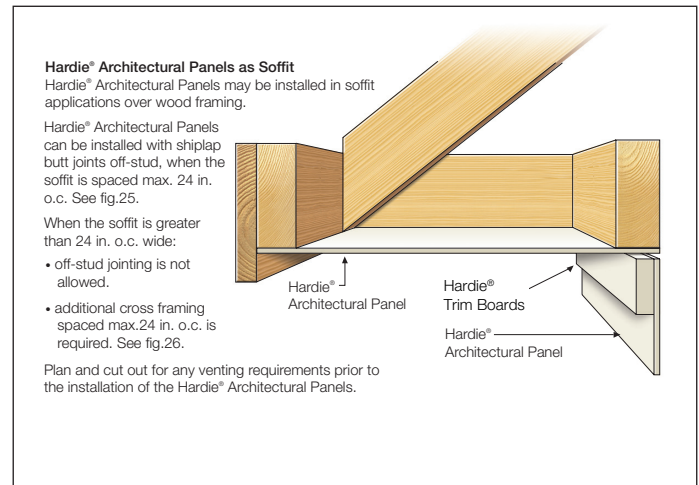 Hardie® Architectural Panels as Soffit
Hardie® Architectural Panels may be installed in soffit
applications over wood framing.
Hardie® Architectural Panels
can be installed with shiplap
butt joints off-stud, when the
soffit is spaced max. 24 in.
o.c. See fig.25.
When the soffit is greater
than 24 in. o.c. wide:
• off-stud jointing is not
allowed.
• additional cross framing
spaced max.24 in. o.c. is
required. See fig.26.
Plan and cut out for any venting requirements prior to
the installation of the Hardie® Architectural Panels.
Hardie®
Architectural Panel
Hardie®
Trim Boards
Hardie®
Architectural Panel